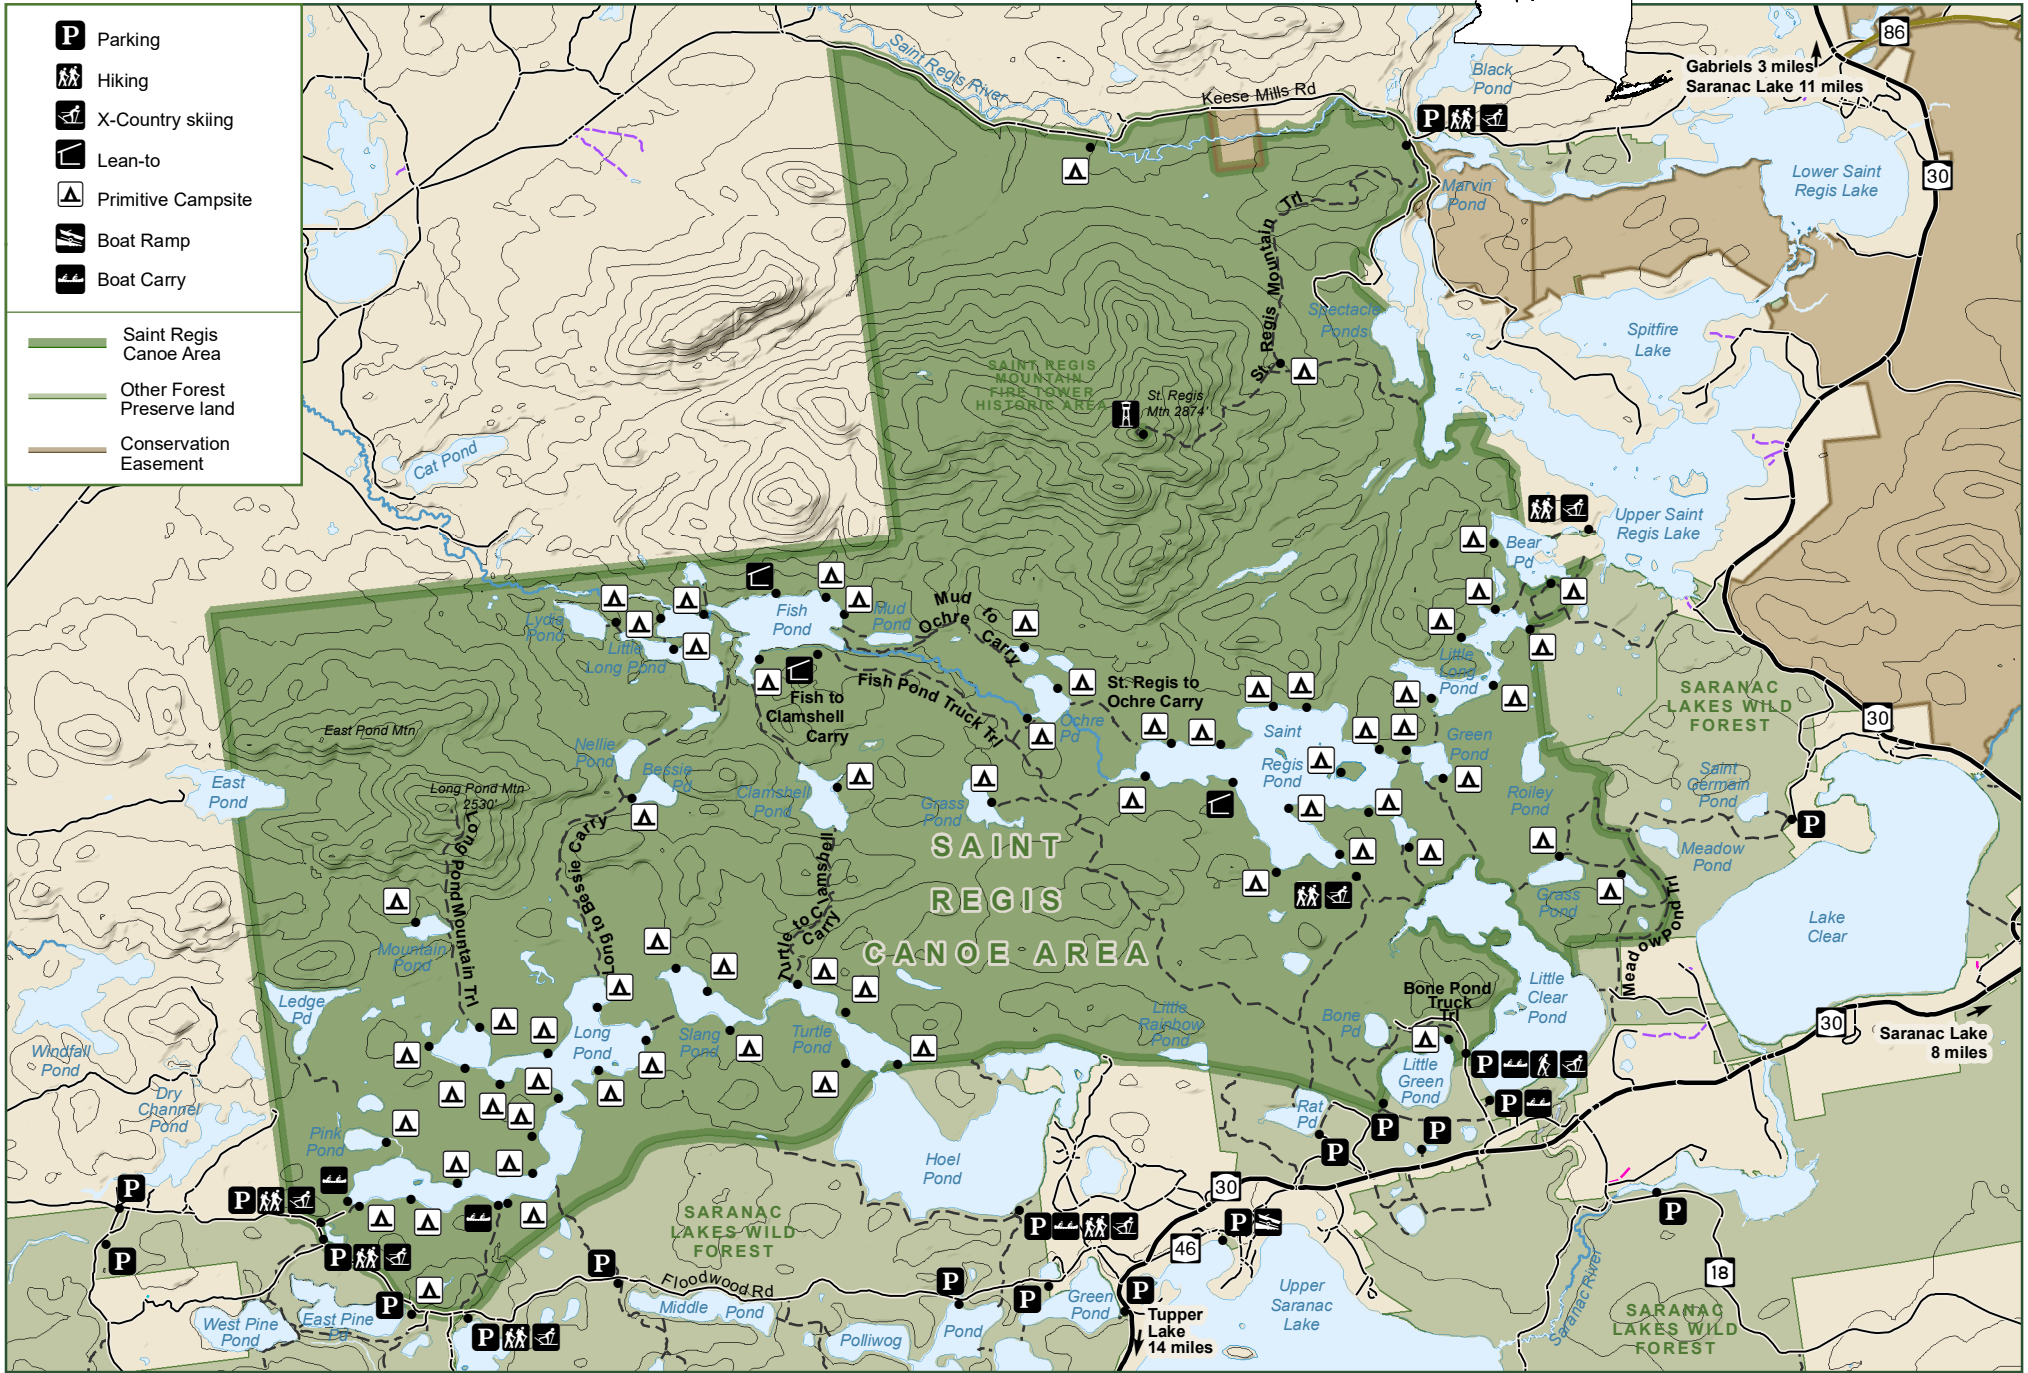 P Parking
Hiking
X-Country skiing
Lean-to
Primitive Campsite
Boat Ramp
Boat Carry
Saint Regis
Canoe Area
Other Forest
Preserve land
Conservation
Easement
Saint Regis River
Keese Mills Rd
Black
Pond
Gabriels 3 miles
Saranac Lake 11 miles
86
P
30
Lower Saint
Regis Lake
Marvin
Pond
St. Regis Mountain Trl
Spectacle
Ponds
Spitfire
Lake
SAINT REGIS
MOUNTAIN
FIRE TOWER
HISTORIC AREA
St. Regis
Mtn 2874'
Cat Pond
Upper Saint
Regis Lake
Bear
Pd
Fish
Pond
Mud
Pond
Mud to
Ochre Carry
Lydia
Pond
Little
Long Pond
Fish to
Clamshell
Carry
Fish Pond Truck Trl
St. Regis to
Ochre Carry
Ochre
Pd
Little
Long
Pond
SARANAC
LAKES WILD
FOREST
30
East Pond Mtn
Nellie
Pond
Bessie
Pd
Saint
Regis
Pond
Green
Pond
East
Pond
Long Pond Mtn
2530'
Clamshell
Pond
Grass
Pond
Roiley
Pond
Saint
Germain
Pond
P
Meadow
Pond
SAINT
REGIS
CANOE AREA
Long Pond Mountain Trl
Long to Bessie Carry
Turtle to Clamshell
Carry
Grass
Pond
Meadow Pond Trl
Lake
Clear
Mountain
Pond
Ledge
Pd
Long
Pond
Slang
Pond
Turtle
Pond
Little
Rainbow
Pond
Bone
Pd
Bone Pond
Truck
Trl
Little
Clear
Pond
30
Saranac Lake
8 miles
Windfall
Pond
Dry
Channel
Pond
Little
Green
Pond
P
P
Rat
Pd
P
P
P
Pink
Pond
Hoel
Pond
P
P
P
30
P
P
46
P
P
SARANAC
LAKES WILD
FOREST
P
Floodwood Rd
P
P
P
P
P
18
West Pine
Pond
East Pine
Pd
Middle Pond
Polliwog
Pond
Green
Pond
Tupper
Lake
14 miles
Upper
Saranac
Lake
Saranac River
SARANAC
LAKES WILD
FOREST